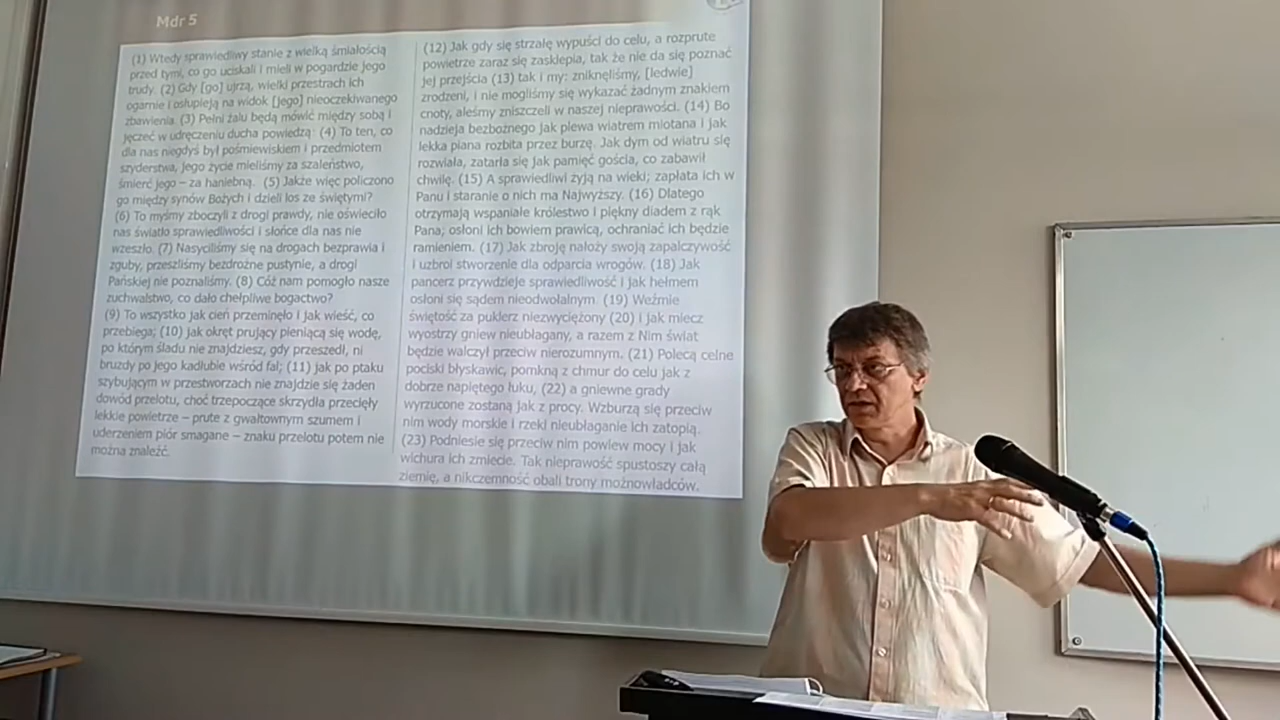 Mdr 5
(1) Wtedy sprawiedliwy stanie z wielką śmiałością
przed tymi, co go uciskali i mieli w pogardzie jego
trudy. (2) Gdy [go] ujrzą, wielki przestrach ich
ogarnie i osłupieją na widok [jego] nieoczekiwanego
zbawienia. (3) Pełni żalu będą mówić między sobą i
jęczeć w udręczeniu ducha powiedzą: (4) To ten, co
dla nas niegdyś był pośmiewiskiem i przedmiotem
szyderstwa, jego życie mieliśmy za szaleństwo,
śmierć jego – za haniebną. (5) Jakże więc policzono
go między synów Bożych i dzieli los ze świętymi?
(6) To myśmy zboczyli z drogi prawdy, nie oświeciło
nas światło sprawiedliwości i słońce dla nas nie
wzeszło. (7) Nasyciliśmy się na drogach bezprawia i
zguby, przeszliśmy bezdrożne pustynie, a drogi
Pańskiej nie poznaliśmy. (8) Cóż nam pomogło nasze
zuchwalstwo, co dało chełpliwe bogactwo?
(9) To wszystko jak cień przeminęło i jak wieść, co
przebiega; (10) jak okręt prujący pieniącą się wodę,
po którym śladu nie znajdziesz, gdy przeszedł, ni
bruzdy po jego kadłubie wśród fal; (11) jak po ptaku
szybującym w przestworzach nie znajdzie się żaden
dowód przelotu, choć trzepoczące skrzydła przecięły
lekkie powietrze – prute z gwałtownym szumem i
uderzeniem piór smagane – znaku przelotu potem nie
można znaleźć.
(12) Jak gdy się strzałę wypuści do celu, a rozprute
powietrze zaraz się zasklepia, tak że nie da się poznać
jej przejścia (13) tak i my: zniknęliśmy, [ledwie]
zrodzeni, i nie mogliśmy się wykazać żadnym znakiem
cnoty, aleśmy zniszczeli w naszej nieprawości. (14) Bo
nadzieja bezbożnego jak plewa wiatrem miotana i jak
lekka piana rozbita przez burzę. Jak dym od wiatru się
rozwiała, zatarła się jak pamięć gościa, co zabawił
chwilę. (15) A sprawiedliwi żyją na wieki; zapłata ich w
Panu i staranie o nich ma Najwyższy. (16) Dlatego
otrzymają wspaniałe królestwo i piękny diadem z rąk
Pana; osłoni ich bowiem prawicą, ochraniać ich będzie
ramieniem. (17) Jak zbroję nałoży swoją zapalczywość
i uzbroi stworzenie dla odparcia wrogów. (18) Jak
pancerz przywdzieje sprawiedliwość i jak hełmem
osłoni się sądem nieodwołalnym. (19) Weźmie
świętość za puklerz niezwyciężony (20) i jak miecz
wyostrzy gniew nieubłagany, a razem z Nim świat
będzie walczył przeciw nierozumnym. (21) Polecą celne
pociski błyskawic, pomkną z chmur do celu jak z
dobrze napiętego łuku, (22) a gniewne grady
wyrzucone zostaną jak z procy. Wzburzą się przeciw
nim wody morskie i rzeki nieubłaganie ich zatopią.
(23) Podniesie się przeciw nim powiew mocy i jak
wichura ich zmiecie. Tak nieprawość spustoszy całą
ziemię, a nikczemność obali trony możnowładców.